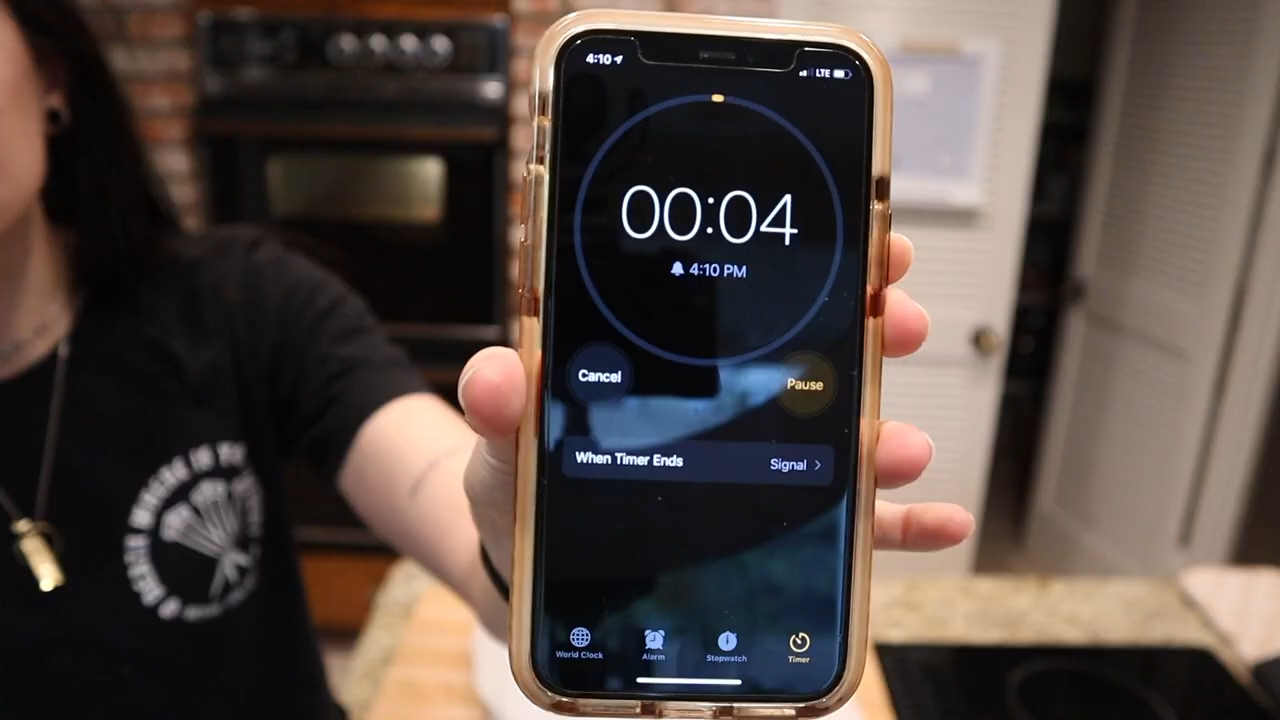 4:10
LTE
00:04
4:10 PM
Cancel
Pause
When Timer Ends
Signal
World Clock
Alarm
Stopwatch
Timer